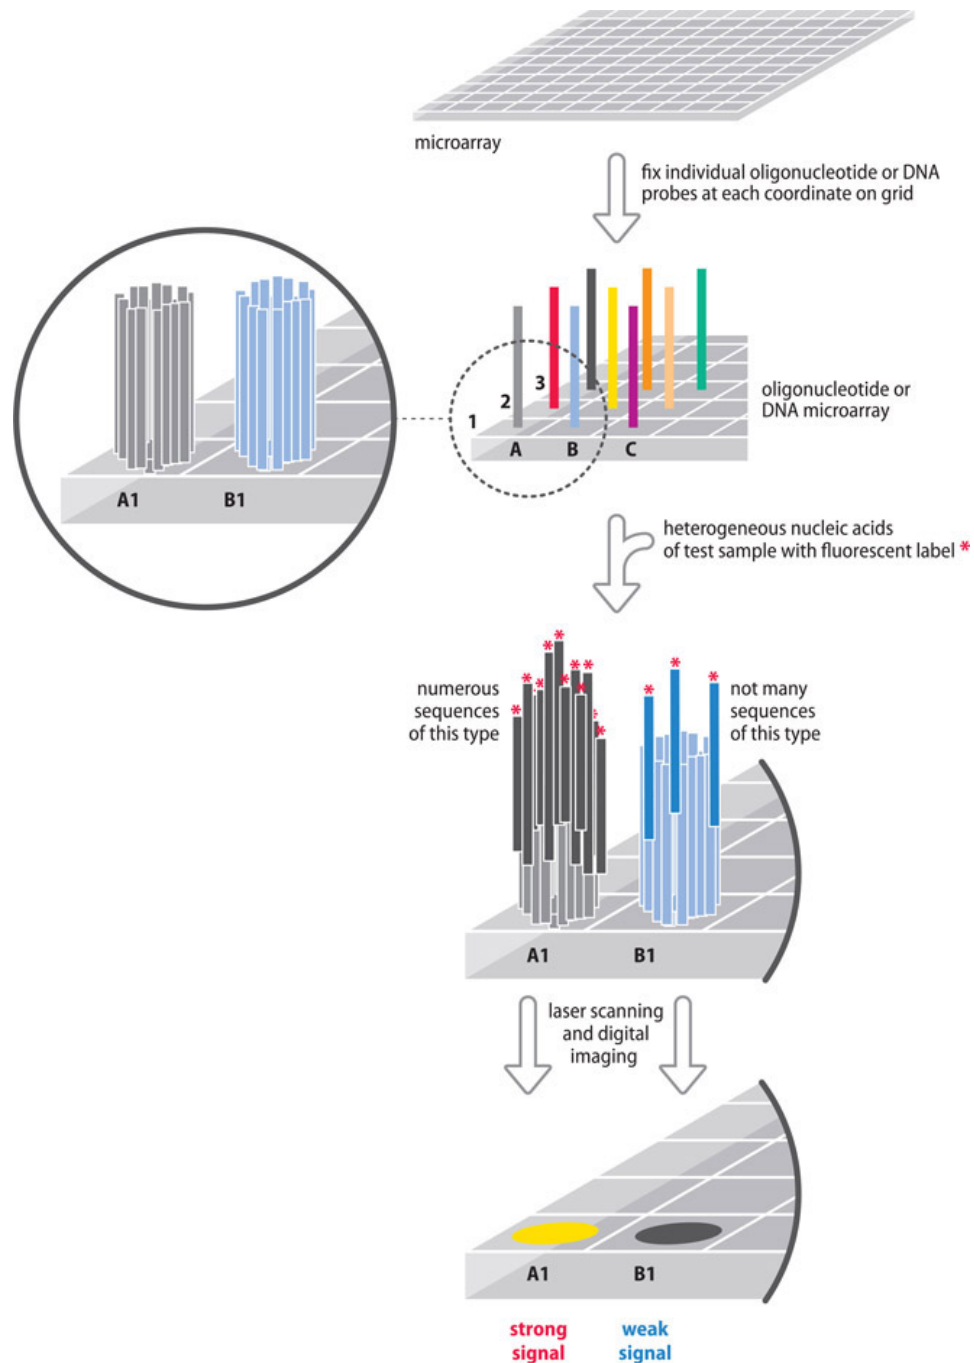 microarray
fix individual oligonucleotide or DNA
probes at each coordinate on grid
A1
B1
1
2
3
A
B
C
oligonucleotide or
DNA microarray
heterogeneous nucleic acids
of test sample with fluorescent label *
numerous
sequences
of this type
not many
sequences
of this type
A1
B1
laser scanning
and digital
imaging
A1
B1
strong
signal
weak
signal